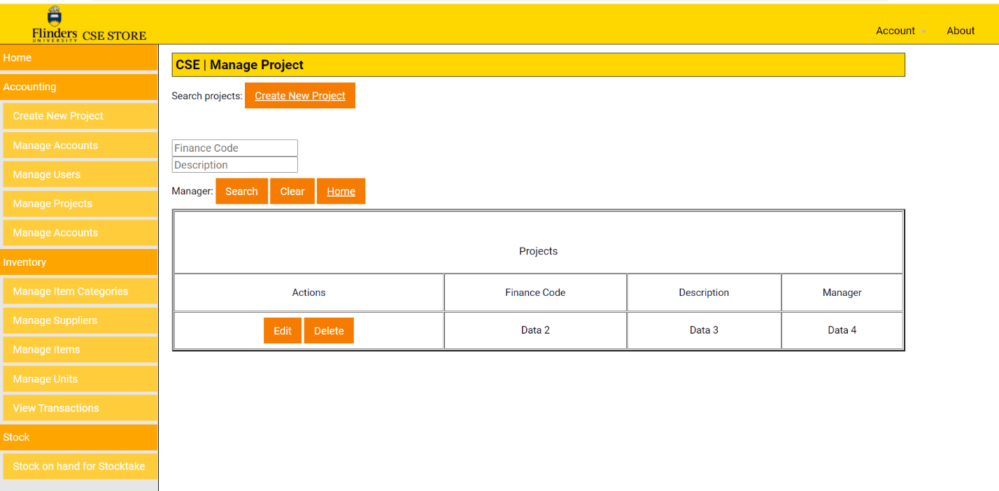 Flinders CSE STORE
UNIVERSITY
Account About
Home
Accounting
Create New Project
Manage Accounts
Manage Users
Manage Projects
Manage Accounts
Inventory
Manage Item Categories
Manage Suppliers
Manage Items
Manage Units
View Transactions
Stock
Stock on hand for Stocktake
CSE | Manage Project
Search projects: Create New Project
Finance Code
Description
Manager: Search Clear Home
Projects
Actions Finance Code Description Manager
Edit Delete Data 2 Data 3 Data 4